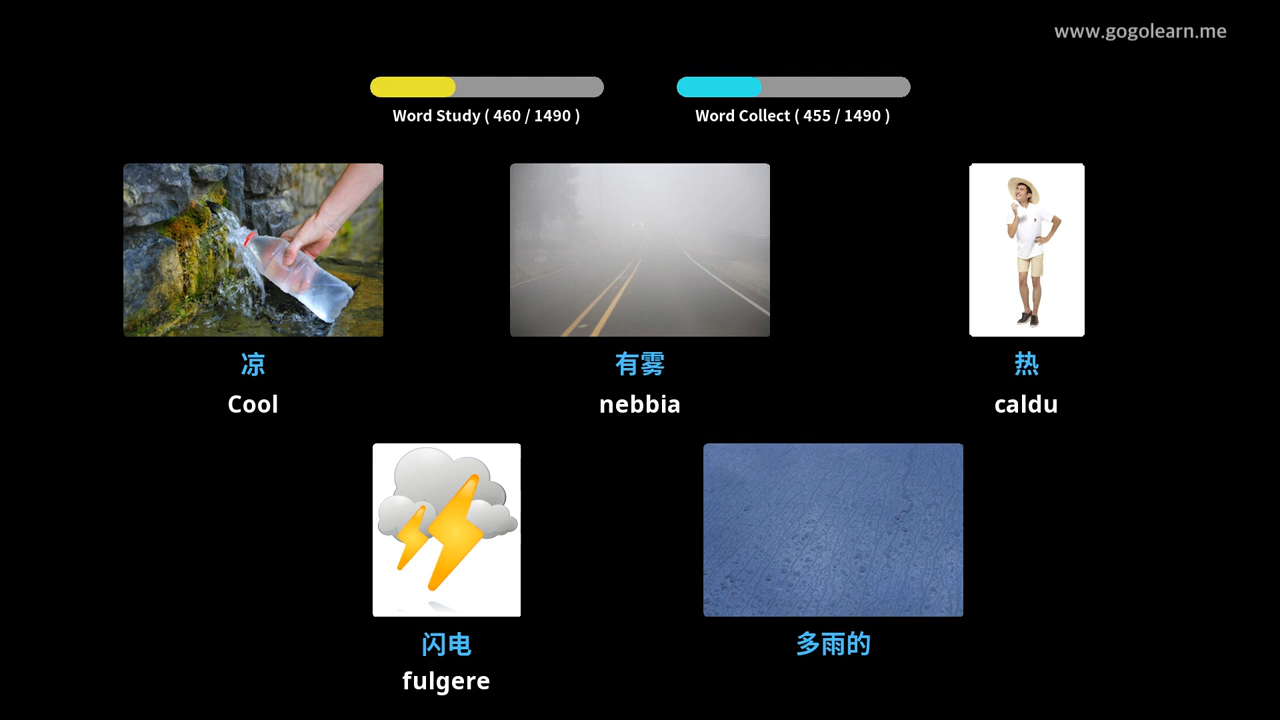 www.gogolearn.me
Word Study ( 460 / 1490 )
Word Collect ( 455 / 1490 )
凉
Cool
有雾
nebbia
热
caldu
闪电
fulgere
多雨的